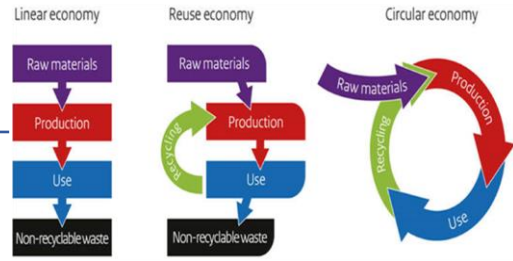 Linear economy
Raw materials
Production
Use
Non-recyclable waste
Reuse economy
Raw materials
Production
Recycling
Use
Non-recyclable waste
Circular economy
Raw materials
Production
Recycling
Use